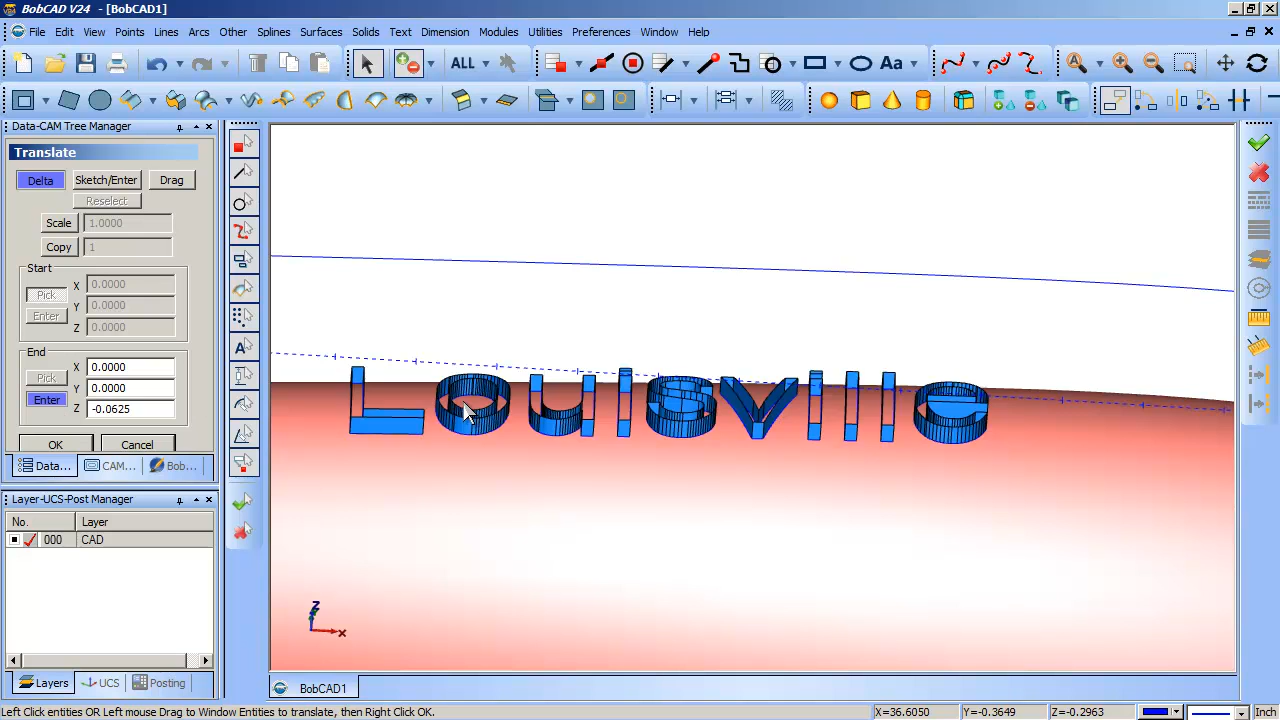 BobCAD V24 - [BobCAD1]
File Edit View Points Lines Arcs Other Splines Surfaces Solids Text Dimension Modules Utilities Preferences Window Help
ALL
Aa
Data-CAM Tree Manager
Translate
Delta Sketch/Enter Drag
Reselect
Scale 1.0000
Copy 1
Start
Pick X 0.0000
Y 0.0000
Enter
Z 0.0000
End
X 0.0000
Pick
Y 0.0000
Enter
Z -0.0625
OK Cancel
Data... CAM... Bob...
Layer-UCS-Post Manager
No. Layer
000 CAD
Layers UCS Posting
Louisville
Z
X
BobCAD1
Left Click entities OR Left mouse Drag to Window Entities to translate, then Right Click OK.
X=36.6050 Y=-0.3649 Z=-0.2963 Inch